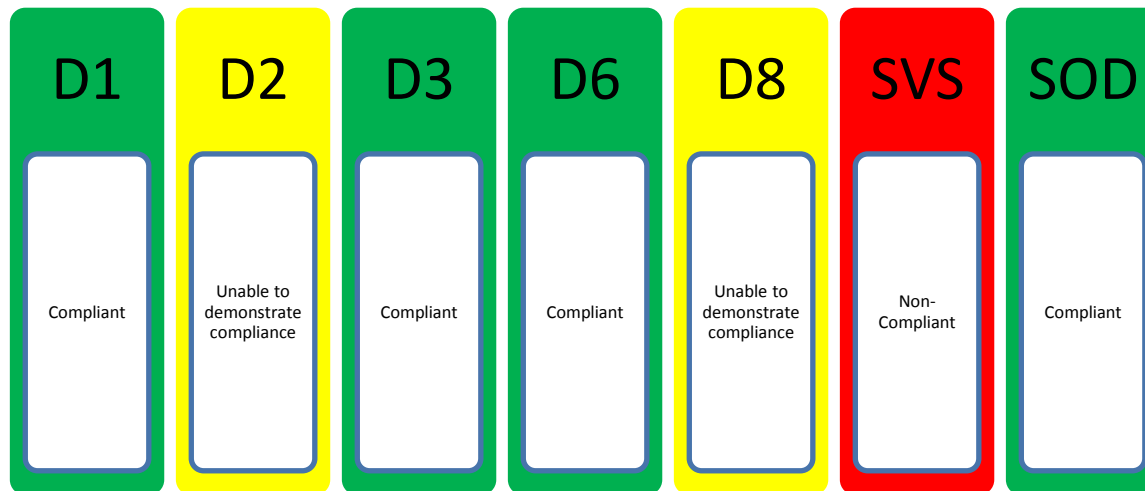 D1
D2
D3
D6
D8
SVS
SOD
Compliant
Unable to
demonstrate
compliance
Compliant
Compliant
Unable to
demonstrate
compliance
Non-
Compliant
Compliant